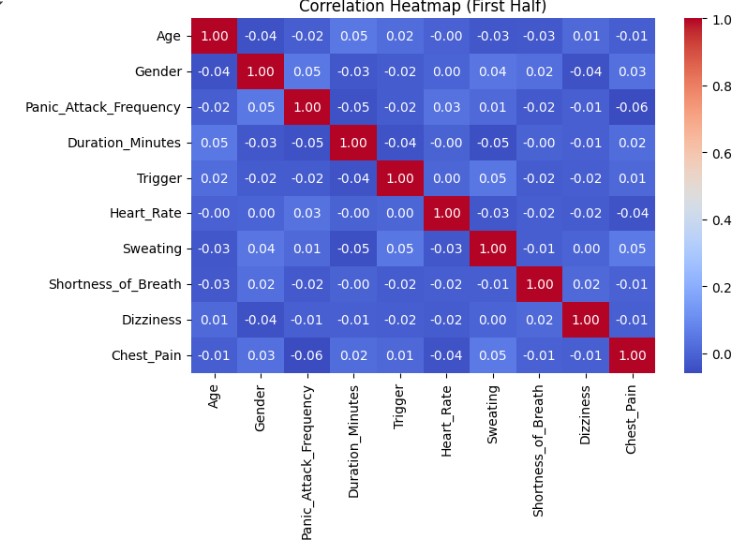 Correlation Heatmap (First Half)
Age 1.00 -0.04 -0.02 0.05 0.02 -0.00 -0.03 -0.03 0.01 -0.01
Gender -0.04 1.00 0.05 -0.03 -0.02 0.00 0.04 0.02 -0.04 0.03
Panic_Attack_Frequency -0.02 0.05 1.00 -0.05 -0.02 0.03 0.01 -0.02 -0.01 -0.06
Duration_Minutes 0.05 -0.03 -0.05 1.00 -0.04 -0.00 -0.05 -0.00 -0.01 0.02
Trigger 0.02 -0.02 -0.02 -0.04 1.00 0.00 0.05 -0.02 -0.02 0.01
Heart_Rate -0.00 0.00 0.03 -0.00 0.00 1.00 -0.03 -0.02 -0.02 -0.04
Sweating -0.03 0.04 0.01 -0.05 0.05 -0.03 1.00 -0.01 0.00 0.05
Shortness_of_Breath -0.03 0.02 -0.02 -0.00 -0.02 -0.02 -0.01 1.00 0.02 -0.01
Dizziness 0.01 -0.04 -0.01 -0.01 -0.02 -0.02 0.00 0.02 1.00 -0.01
Chest_Pain -0.01 0.03 -0.06 0.02 0.01 -0.04 0.05 -0.01 -0.01 1.00
Age
Gender
Panic_Attack_Frequency
Duration_Minutes
Trigger
Heart_Rate
Sweating
Shortness_of_Breath
Dizziness
Chest_Pain
1.0
0.8
0.6
0.4
0.2
0.0